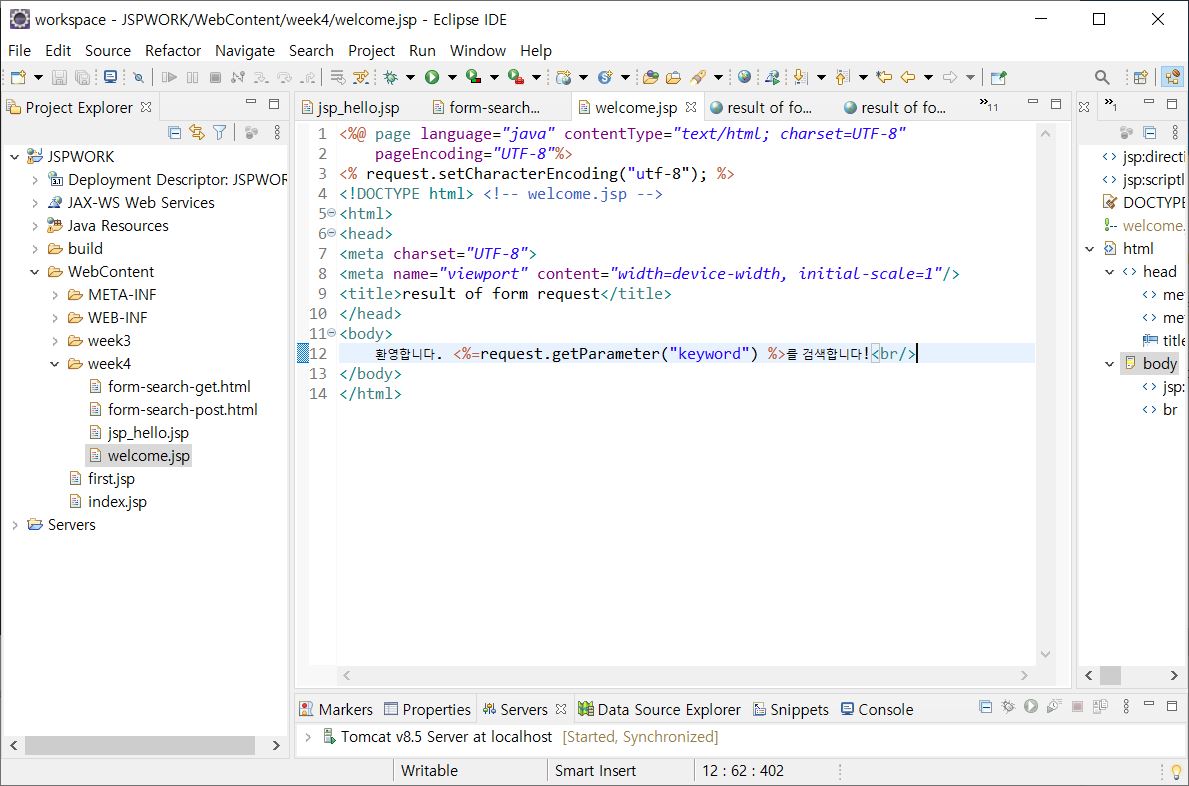 workspace - JSPWORK/WebContent/week4/welcome.jsp - Eclipse IDE
File Edit Source Refactor Navigate Search Project Run Window Help
Project Explorer
JSPWORK
Deployment Descriptor: JSPWOR
JAX-WS Web Services
Java Resources
build
WebContent
META-INF
WEB-INF
week3
week4
form-search-get.html
form-search-post.html
jsp_hello.jsp
welcome.jsp
first.jsp
index.jsp
Servers
jsp_hello.jsp form-search... welcome.jsp result of fo... result of fo... »11
1 <%@ page language="java" contentType="text/html; charset=UTF-8"
2 pageEncoding="UTF-8"%>
3 <% request.setCharacterEncoding("utf-8"); %>
4 <!DOCTYPE html> <!-- welcome.jsp -->
5 <html>
6 <head>
7 <meta charset="UTF-8">
8 <meta name="viewport" content="width=device-width, initial-scale=1"/>
9 <title>result of form request</title>
10 </head>
11 <body>
12 환영합니다. <%=request.getParameter("keyword") %>를 검색합니다!<br/>
13 </body>
14 </html>
»1
jsp:directi
jsp:scriptl
DOCTYPE
welcome.
html
head
me
me
title
body
jsp:
br
Markers Properties Servers Data Source Explorer Snippets Console
Tomcat v8.5 Server at localhost [Started, Synchronized]
Writable Smart Insert 12 : 62 : 402